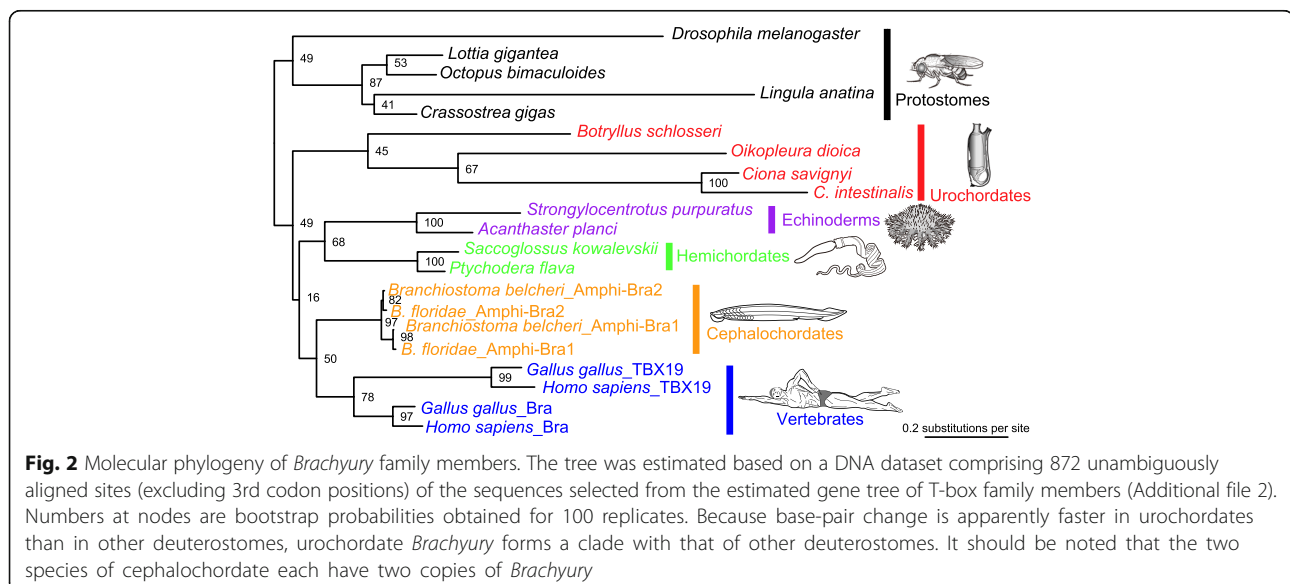 Drosophila melanogaster
49
Lottia gigantea
53
Octopus bimaculoides
87
Lingula anatina
Protostomes
41
Crassostrea gigas
Botryllus schlosseri
45
Oikopleura dioica
67
Ciona savignyi
100
C. intestinalis
Urochordates
Strongylocentrotus purpuratus
100
Echinoderms
Acanthaster planci
49
68
Saccoglossus kowalevskii
100
Hemichordates
Ptychodera flava
16
Branchiostoma belcheri_Amphi-Bra2
82
B. floridae_Amphi-Bra2
97
Branchiostoma belcheri_Amphi-Bra1
98
Cephalochordates
B. floridae_Amphi-Bra1
50
Gallus gallus_TBX19
99
Homo sapiens_TBX19
78
Gallus gallus_Bra
97
Vertebrates
Homo sapiens_Bra
0.2 substitutions per site
Fig. 2 Molecular phylogeny of Brachyury family members. The tree was estimated based on a DNA dataset comprising 872 unambiguously
aligned sites (excluding 3rd codon positions) of the sequences selected from the estimated gene tree of T-box family members (Additional file 2).
Numbers at nodes are bootstrap probabilities obtained for 100 replicates. Because base-pair change is apparently faster in urochordates
than in other deuterostomes, urochordate Brachyury forms a clade with that of other deuterostomes. It should be noted that the two
species of cephalochordate each have two copies of Brachyury